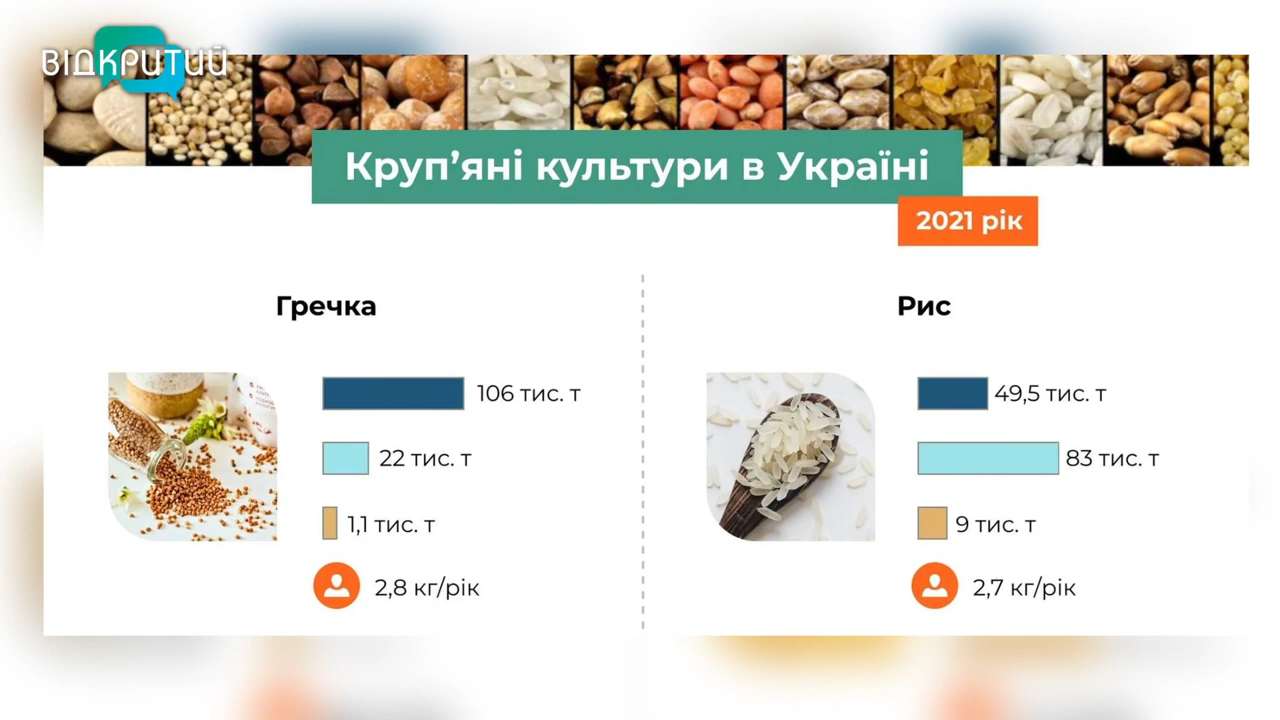 ВІДКРИТИЙ
Круп’яні культури в Україні
2021 рік
Гречка
106 тис. т
22 тис. т
1,1 тис. т
2,8 кг/рік
Рис
49,5 тис. т
83 тис. т
9 тис. т
2,7 кг/рік